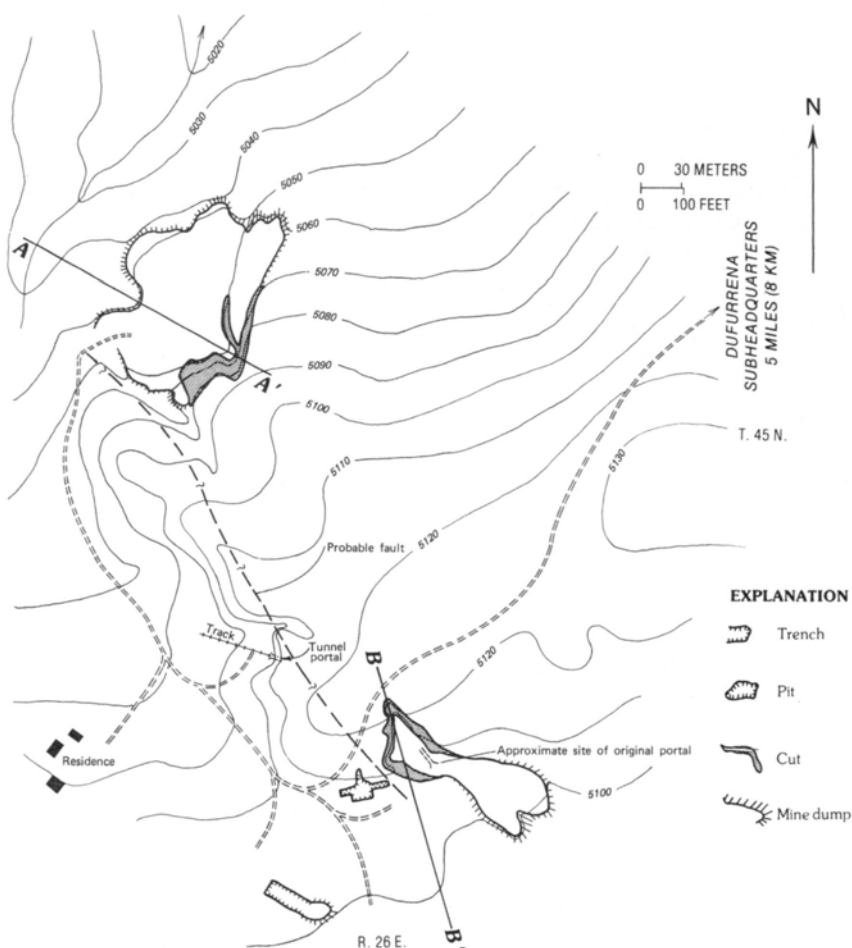 5020
5030
5040
5050
5060
5070
5080
5090
5100
5110
5120
5130
N
0 30 METERS
0 100 FEET
DUFURRENA
SUBHEADQUARTERS
5 MILES (8 KM)
T. 45 N.
A
A'
?
Probable fault
?
Track
Tunnel
portal
?
B
5120
Residence
Approximate site of original portal
5100
R. 26 E.
B
EXPLANATION
Trench
Pit
Cut
Mine dump